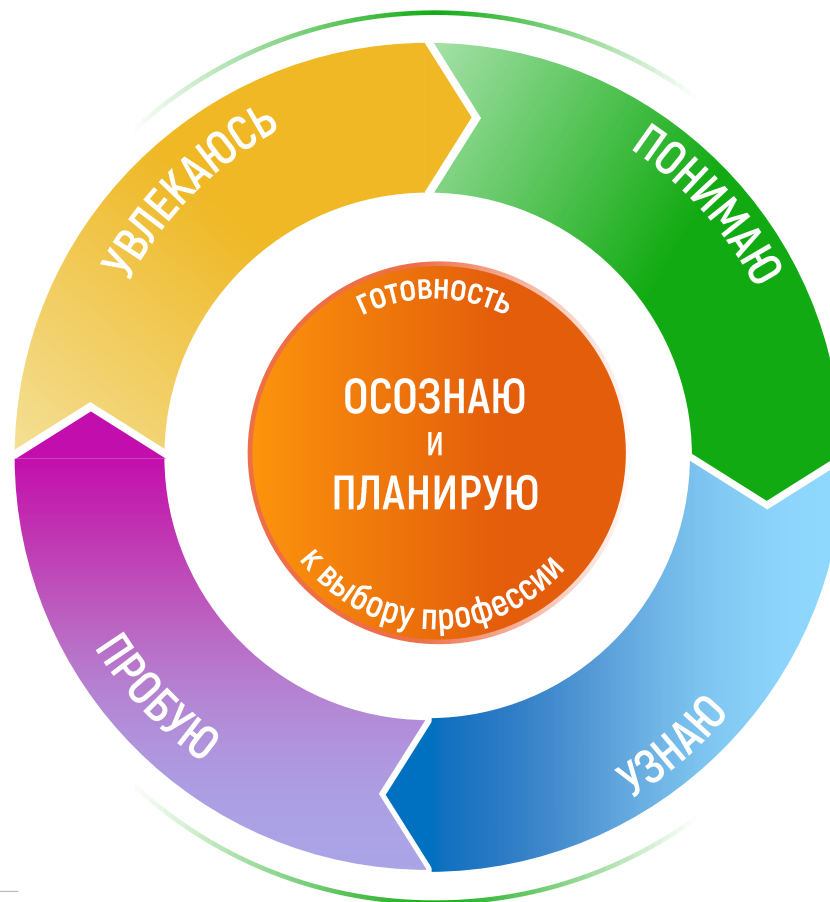 УВЛЕКАЮСЬ
ПОНИМАЮ
ГОТОВНОСТЬ
ОСОЗНАЮ
И
ПЛАНИРУЮ
к выбору профессии
ПРОБУЮ
УЗНАЮ